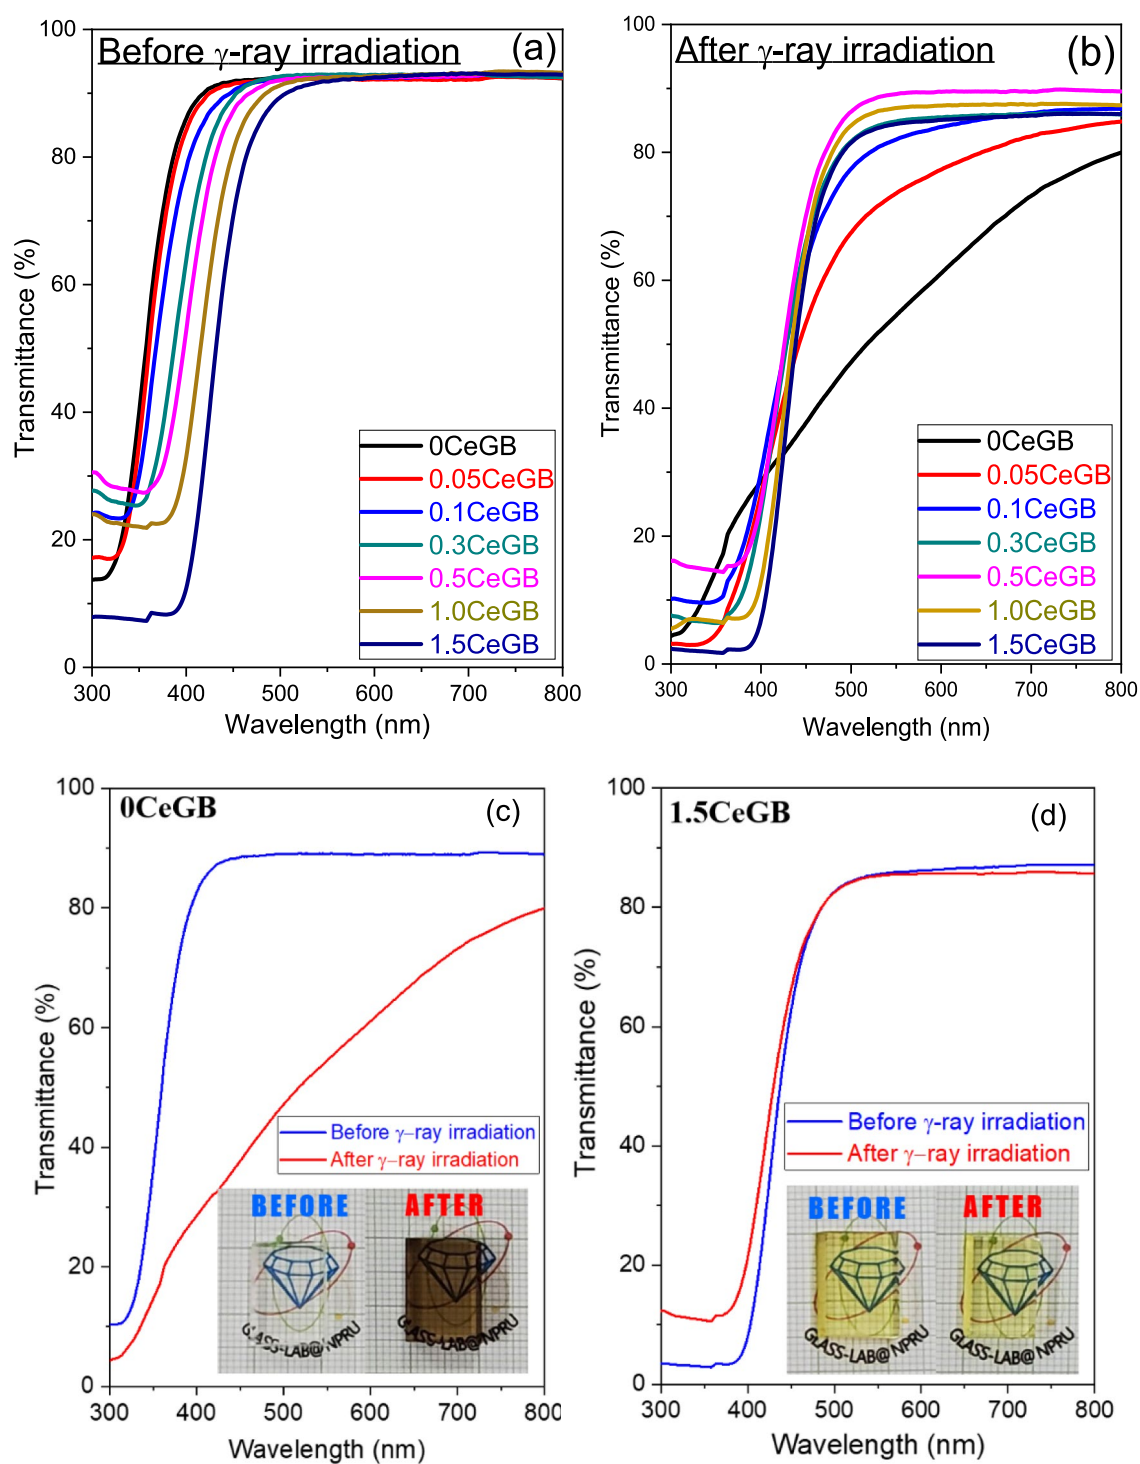 Before γ-ray irradiation
(a)
100
80
60
40
20
0
Transmittance (%)
0CeGB
0.05CeGB
0.1CeGB
0.3CeGB
0.5CeGB
1.0CeGB
1.5CeGB
300
400
500
600
700
800
Wavelength (nm)
After γ-ray irradiation
(b)
100
80
60
40
20
0
Transmittance (%)
0CeGB
0.05CeGB
0.1CeGB
0.3CeGB
0.5CeGB
1.0CeGB
1.5CeGB
300
400
500
600
700
800
Wavelength (nm)
0CeGB
(c)
100
80
60
40
20
0
Transmittance (%)
Before γ–ray irradiation
After γ–ray irradiation
BEFORE
AFTER
GLASS-LAB@NPRU
GLASS-LAB@NPRU
300
400
500
600
700
800
Wavelength (nm)
1.5CeGB
(d)
100
80
60
40
20
0
Transmittance (%)
Before γ-ray irradiation
After γ–ray irradiation
BEFORE
AFTER
GLASS-LAB@NPRU
GLASS-LAB@NPRU
300
400
500
600
700
800
Wavelength (nm)